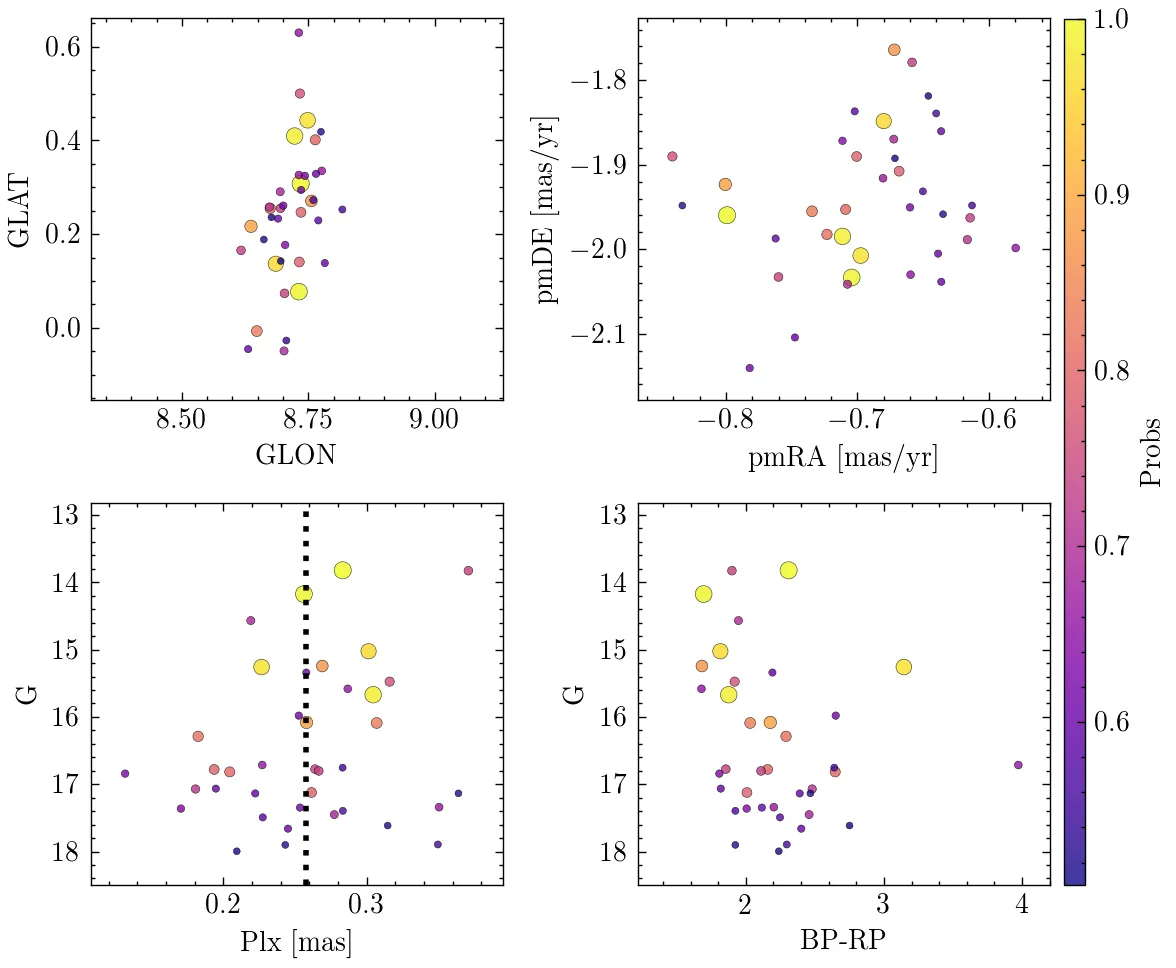 0.6
0.4
0.2
0.0
GLAT
8.50 8.75 9.00
GLON
−1.8
−1.9
−2.0
−2.1
pmDE [mas/yr]
−0.8 −0.7 −0.6
pmRA [mas/yr]
13
14
15
16
17
18
G
0.2 0.3
Plx [mas]
13
14
15
16
17
18
G
2 3 4
BP-RP
1.0
0.9
0.8
0.7
0.6
Probs